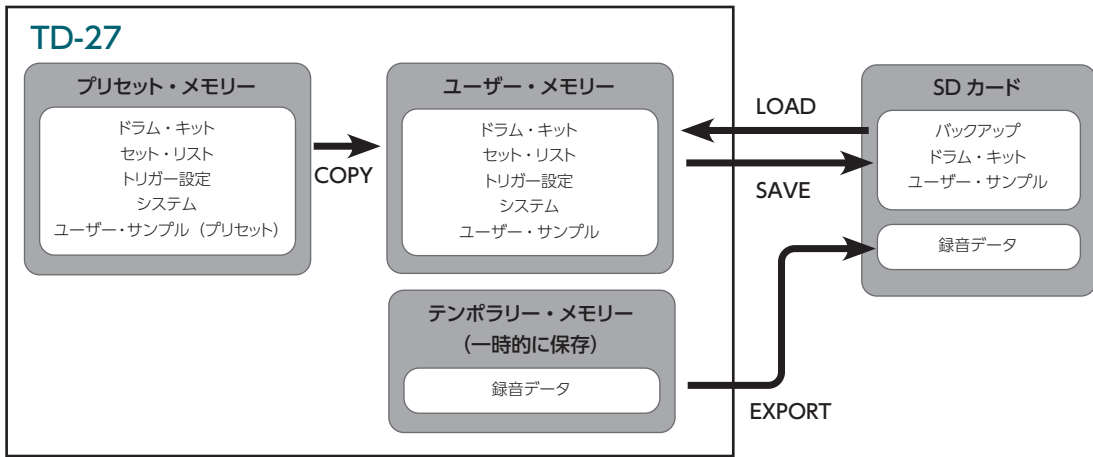 TD-27
プリセット・メモリー
ドラム・キット
セット・リスト
トリガー設定
システム
ユーザー・サンプル（プリセット）
COPY
ユーザー・メモリー
ドラム・キット
セット・リスト
トリガー設定
システム
ユーザー・サンプル
テンポラリー・メモリー
（一時的に保存）
録音データ
LOAD
SAVE
EXPORT
SD カード
バックアップ
ドラム・キット
ユーザー・サンプル
録音データ